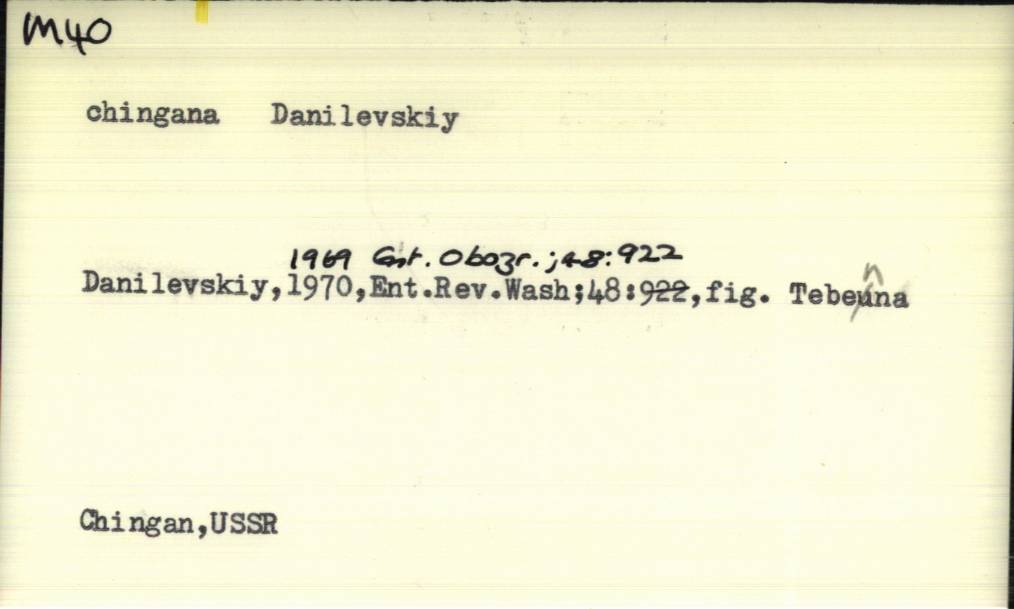 M40
chingana Danilevskiy
1969 Ent. Obozr.; 48:922
Danilevskiy,1970,Ent.Rev.Wash;48:922,fig. Tebenna
Chingan,USSR